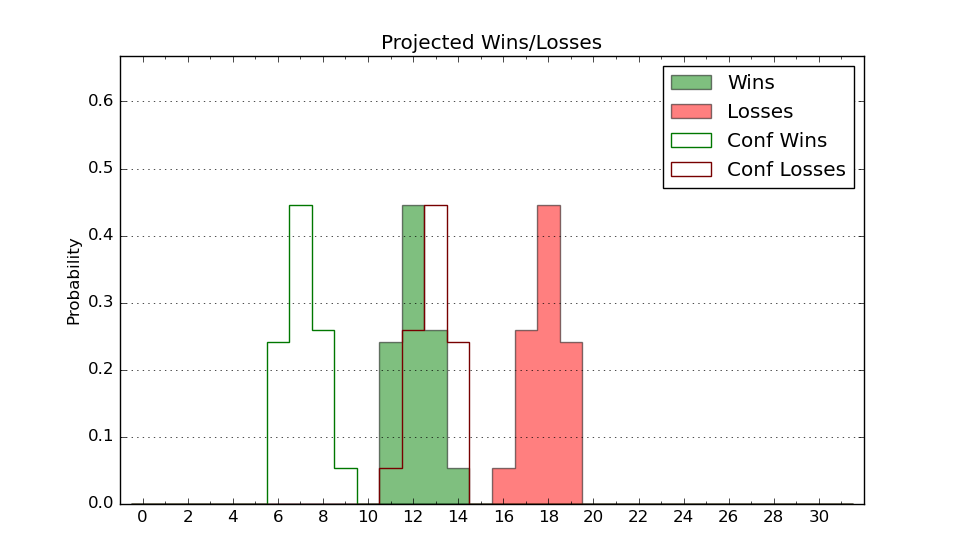 Projected Wins/Losses
Wins
Losses
Conf Wins
Conf Losses
Probability
0.6
0.5
0.4
0.3
0.2
0.1
0.0
0 2 4 6 8 10 12 14 16 18 20 22 24 26 28 30